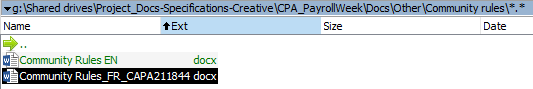 g:\Shared drives\Project_Docs-Specifications-Creative\CPA_PayrollWeek\Docs\Other\Community rules\*.*
Name Ext Size Date
..
Community Rules EN docx
Community Rules_FR_CAPA211844 docx